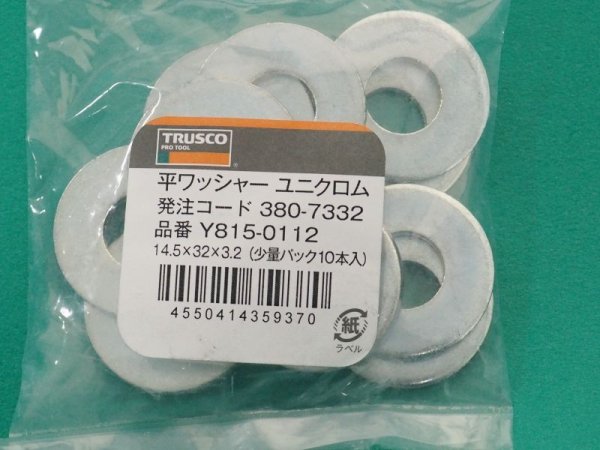 TRUSCO
PRO TOOL
平ワッシャー ユニクロム
発注コード 380-7332
品番 Y815-0112
14.5×32×3.2 (少量パック10本入)
4550414359370
紙
ラベル